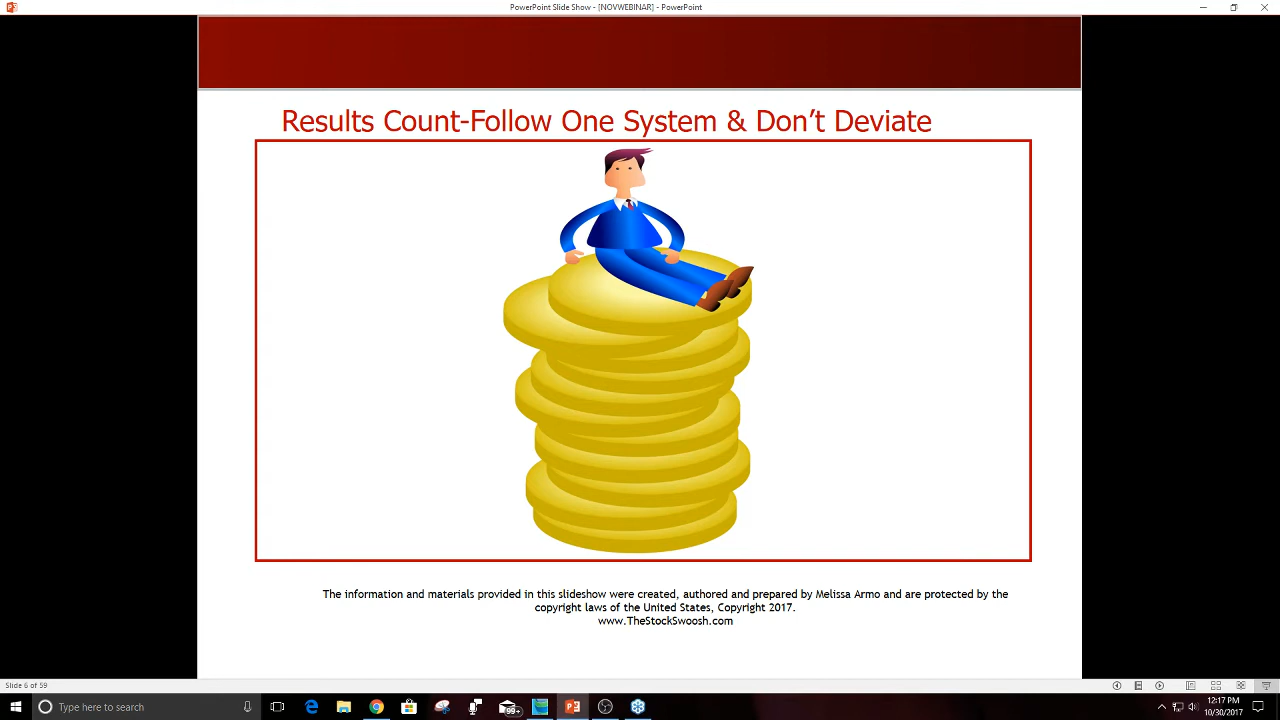 PowerPoint Slide Show - [NOVWEBINAR] - PowerPoint
Results Count-Follow One System & Don't Deviate
The information and materials provided in this slideshow were created, authored and prepared by Melissa Armo and are protected by the
copyright laws of the United States, Copyright 2017.
www.TheStockSwoosh.com
Slide 6 of 59
Type here to search
99+
12:17 PM
10/30/2017